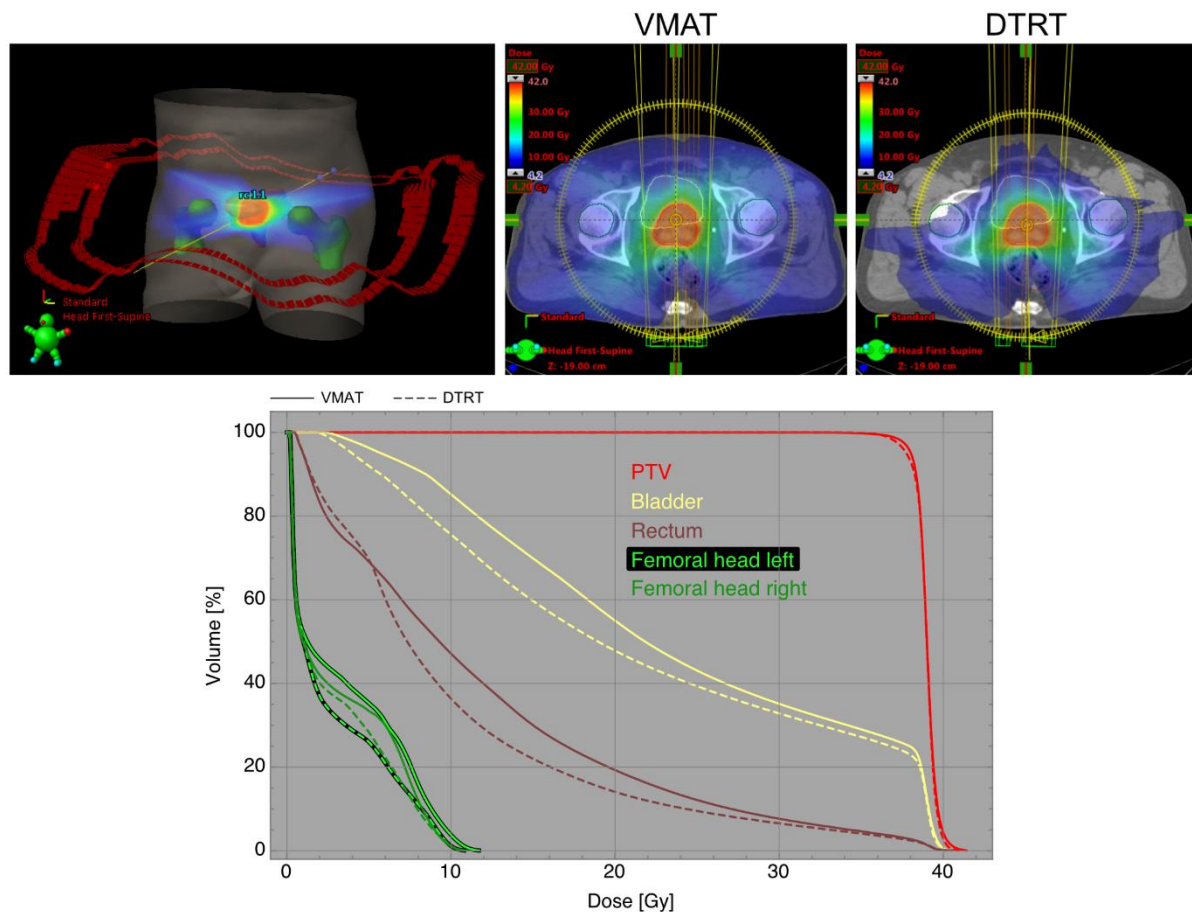 VMAT
DTRT
rc1:1
Standard
Head First-Supine
Dose
42.00 Gy
42.0
30.00 Gy
20.00 Gy
10.00 Gy
4.2
4.20 Gy
Standard
Head First-Supine
Z: -19.00 cm
Dose
42.00 Gy
42.0
30.00 Gy
20.00 Gy
10.00 Gy
4.2
4.20 Gy
Standard
Head First-Supine
Z: -19.00 cm
VMAT
DTRT
100
80
60
40
20
0
Volume [%]
PTV
Bladder
Rectum
Femoral head left
Femoral head right
0
10
20
30
40
Dose [Gy]